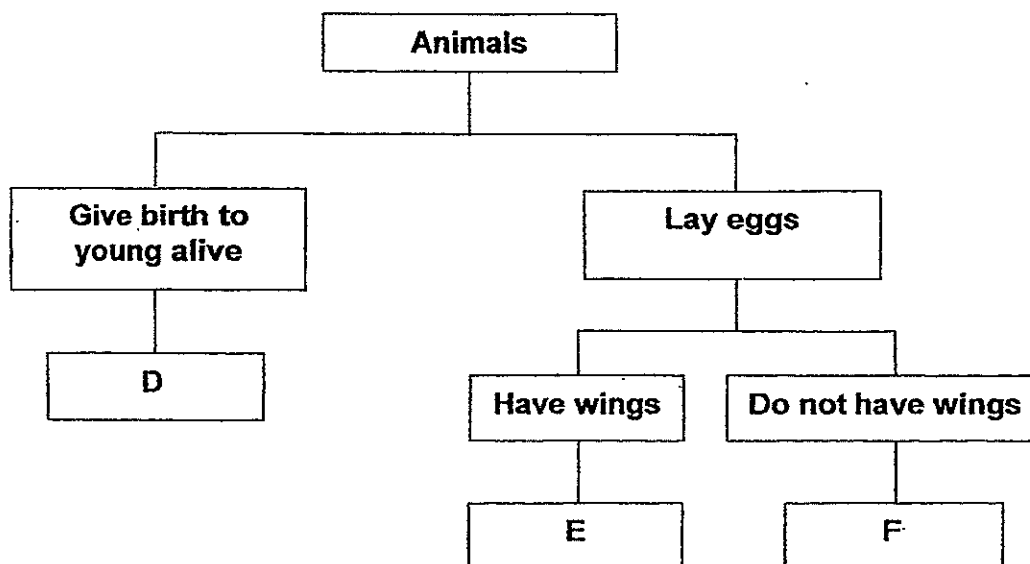 Animals
Give birth to
young alive
Lay eggs
D
Have wings
Do not have wings
E
F